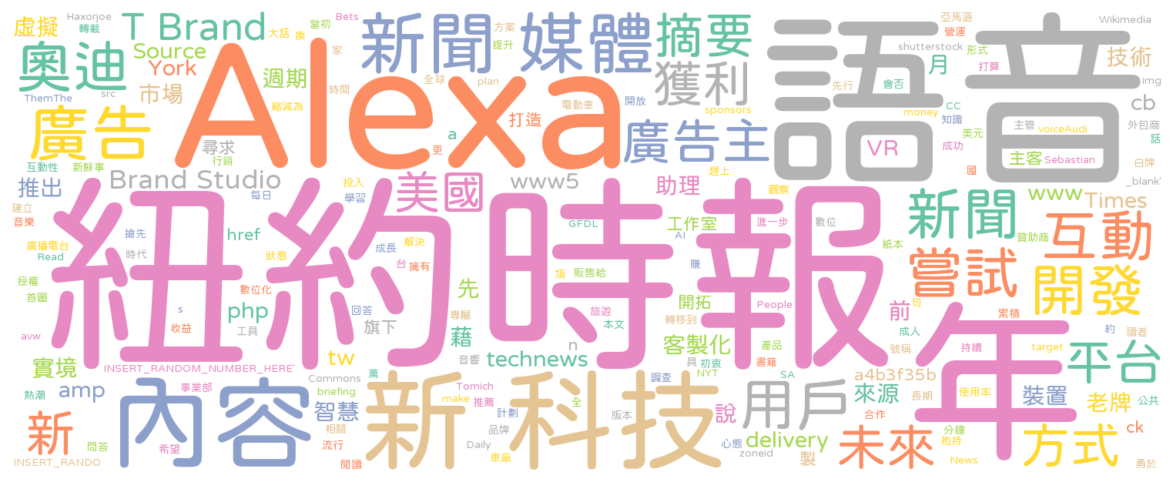 虛擬
Haxorjoe
轉載
T Brand
大話
換
當初
Bets
家
方案
提升
新聞 媒體
摘要
語音
亞馬遜
營運
Wikimedia
奧迪
Source
York
市場
週期
Alexa
全球
plan
時間
獲利
shutterstock
形式
打算
月
技術
img
ThemThe
src
縮減為
電動車
開放
sponsors
先行
會否
CC
知識
cb
廣告
打造
廣告主
money
美元
主管
voiceAudi
外包商
話
互動性
新鮮事
尋求
行銷
a
更
VR
成功
主客
Sebastian
國
白牌
_blank'
推出
Brand Studio
美國
www5
助理
趕上
觀察
www
Times
建立
音樂
每日
投入
學習
紐約時報
GFDL
工作室
AI
進一步
數位
紙本
新聞
贊助商
互動
廣播電台
Read
搶先
時代
href
狀態
成長
解決
台
擁有
頂
販售給
賺
嘗試
開發
授權
首圖
數位化
s
php
回答
專屬
先
旅遊
開拓
轉移到
People
前
句
累積
年
約
讀者
avw
收益
工具
旗下
藉
音響
本文
n
客製化
產品
書籍
號稱
成人
持續
target
平台
實境
INSERT_RANDOM_NUMBER_HERE'
tw
technews
具
初衷
NYT
SA
a4b3f35b
熱潮
amp
事業部
內容
Commons
briefing
萬
智慧
新 科技
Tomich
make
推薦
調查
全
用戶
來源
長期
使用率
裝置
公共
老牌
新
問答
希望
相關
流行
計劃
品牌
版本
說
心態
delivery
合作
未來
分鐘
抱持
方式
ck
INSERT_RANDO
閱讀
Daily
車廠
zoneid
製
News
勇於